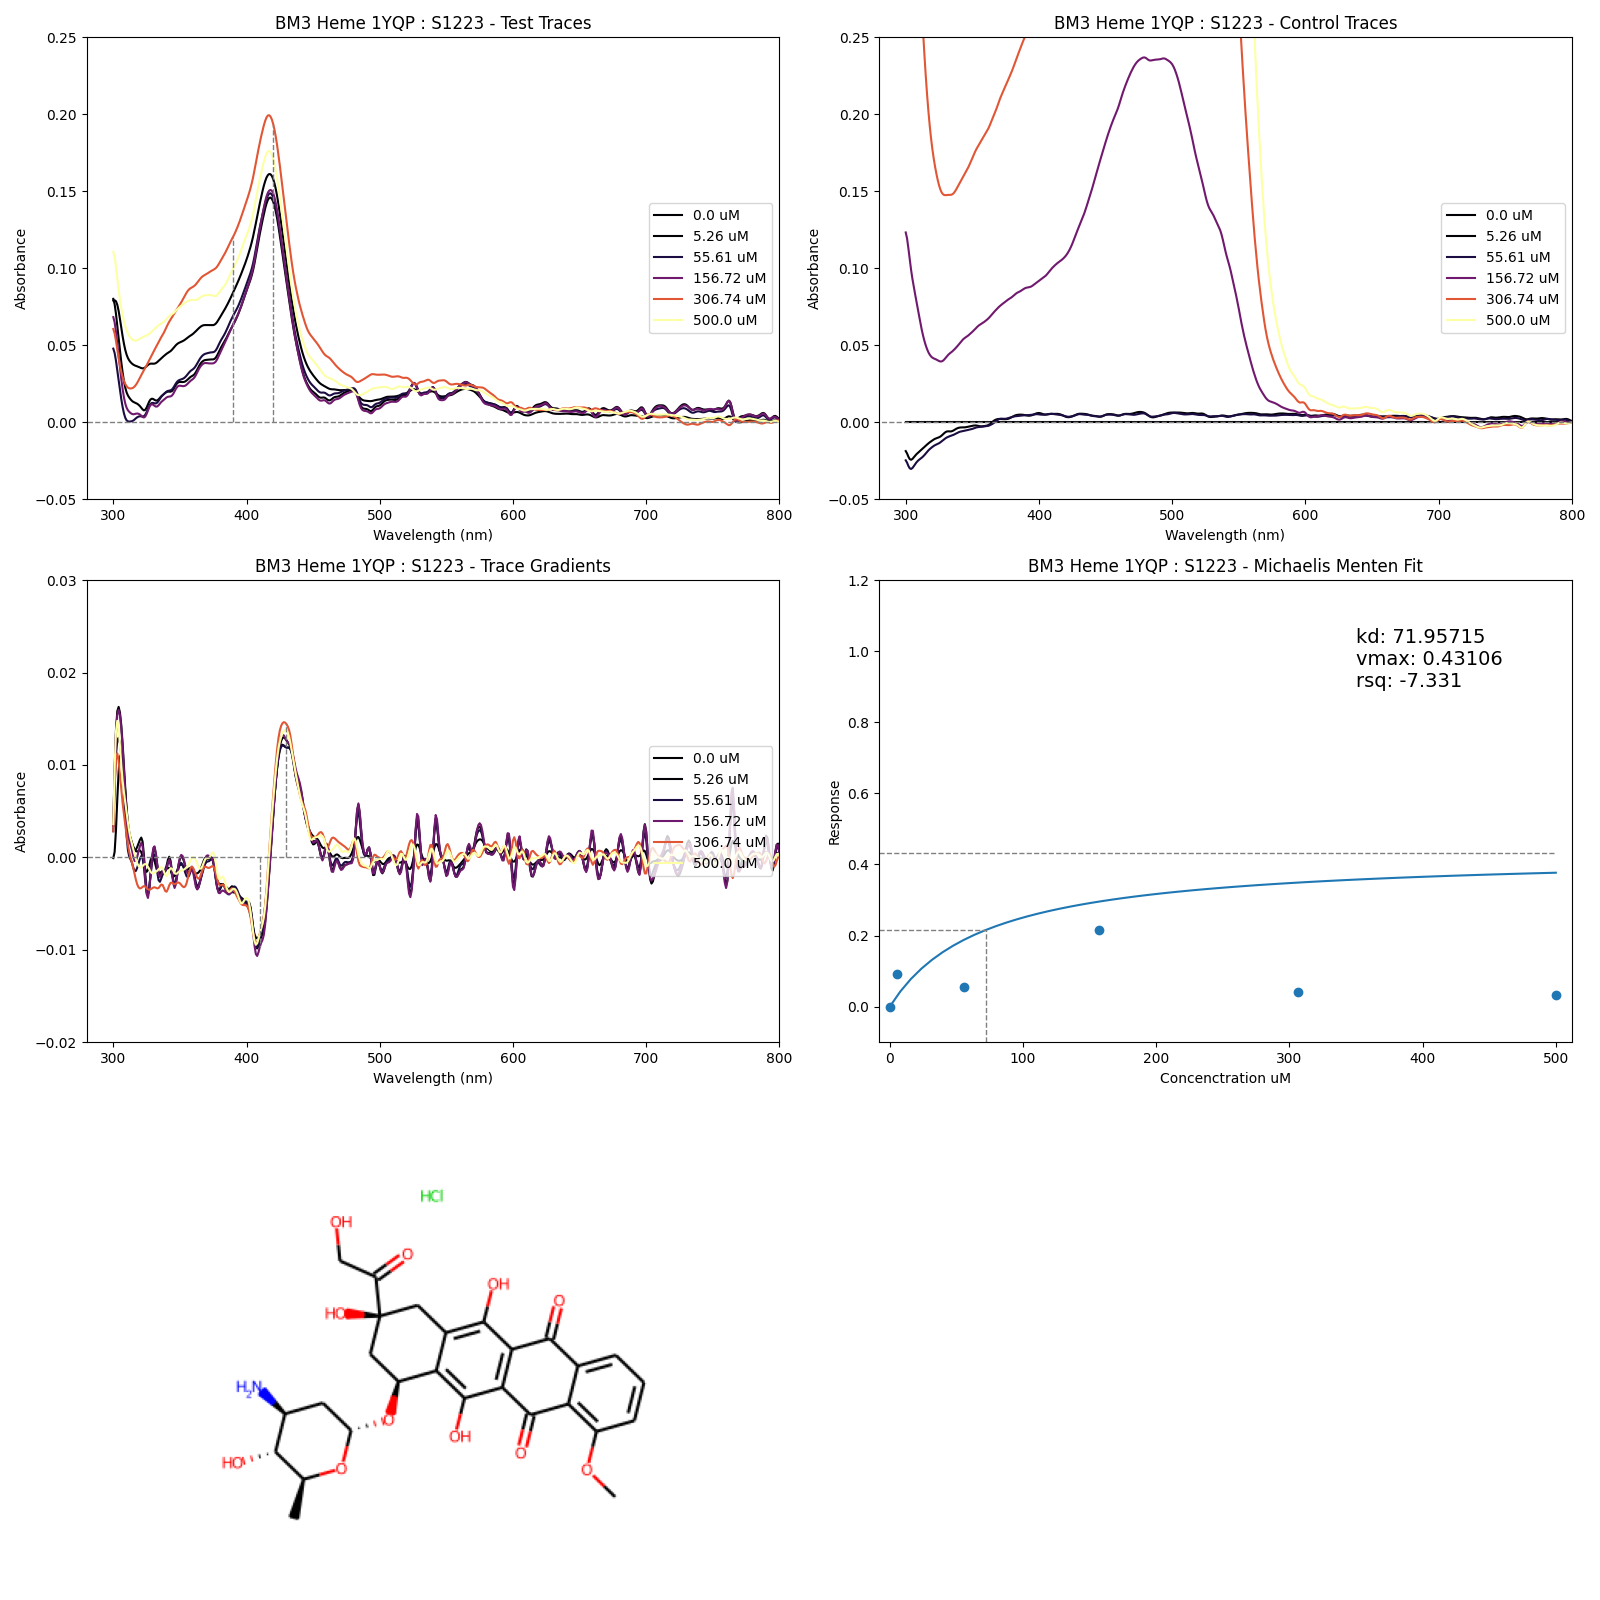 BM3 Heme 1YQP : S1223 - Test Traces
0.25
0.20
0.15
0.10
0.05
0.00
−0.05
Absorbance
300
400
500
600
700
800
Wavelength (nm)
0.0 uM
5.26 uM
55.61 uM
156.72 uM
306.74 uM
500.0 uM
BM3 Heme 1YQP : S1223 - Control Traces
0.25
0.20
0.15
0.10
0.05
0.00
−0.05
Absorbance
300
400
500
600
700
800
Wavelength (nm)
0.0 uM
5.26 uM
55.61 uM
156.72 uM
306.74 uM
500.0 uM
BM3 Heme 1YQP : S1223 - Trace Gradients
0.03
0.02
0.01
0.00
−0.01
−0.02
Absorbance
300
400
500
600
700
800
Wavelength (nm)
0.0 uM
5.26 uM
55.61 uM
156.72 uM
306.74 uM
500.0 uM
BM3 Heme 1YQP : S1223 - Michaelis Menten Fit
1.2
1.0
0.8
0.6
0.4
0.2
0.0
Response
kd: 71.95715
vmax: 0.43106
rsq: -7.331
0
100
200
300
400
500
Concenctration uM
HCl
OH
O
HO
OH
O
H2N
O
OH
O
HO
O
O